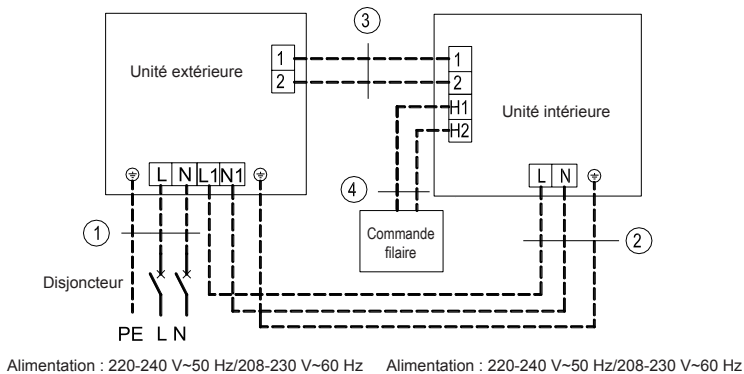 3
Unité extérieure
1
2
1
2
H1
H2
Unité intérieure
L N L1 N1
L N
4
1
Commande
filaire
2
Disjoncteur
PE L N
Alimentation : 220-240 V~50 Hz/208-230 V~60 Hz
Alimentation : 220-240 V~50 Hz/208-230 V~60 Hz